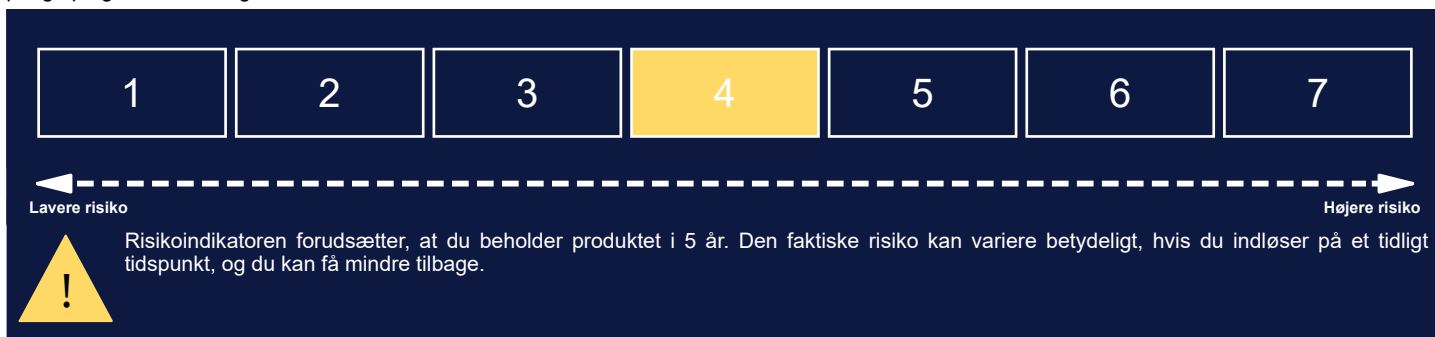 1 2 3 4 5 6 7
Lavere risiko Højere risiko
Risikoindikatoren forudsætter, at du beholder produktet i 5 år. Den faktiske risiko kan variere betydeligt, hvis du indløser på et tidligt
tidspunkt, og du kan få mindre tilbage.
!